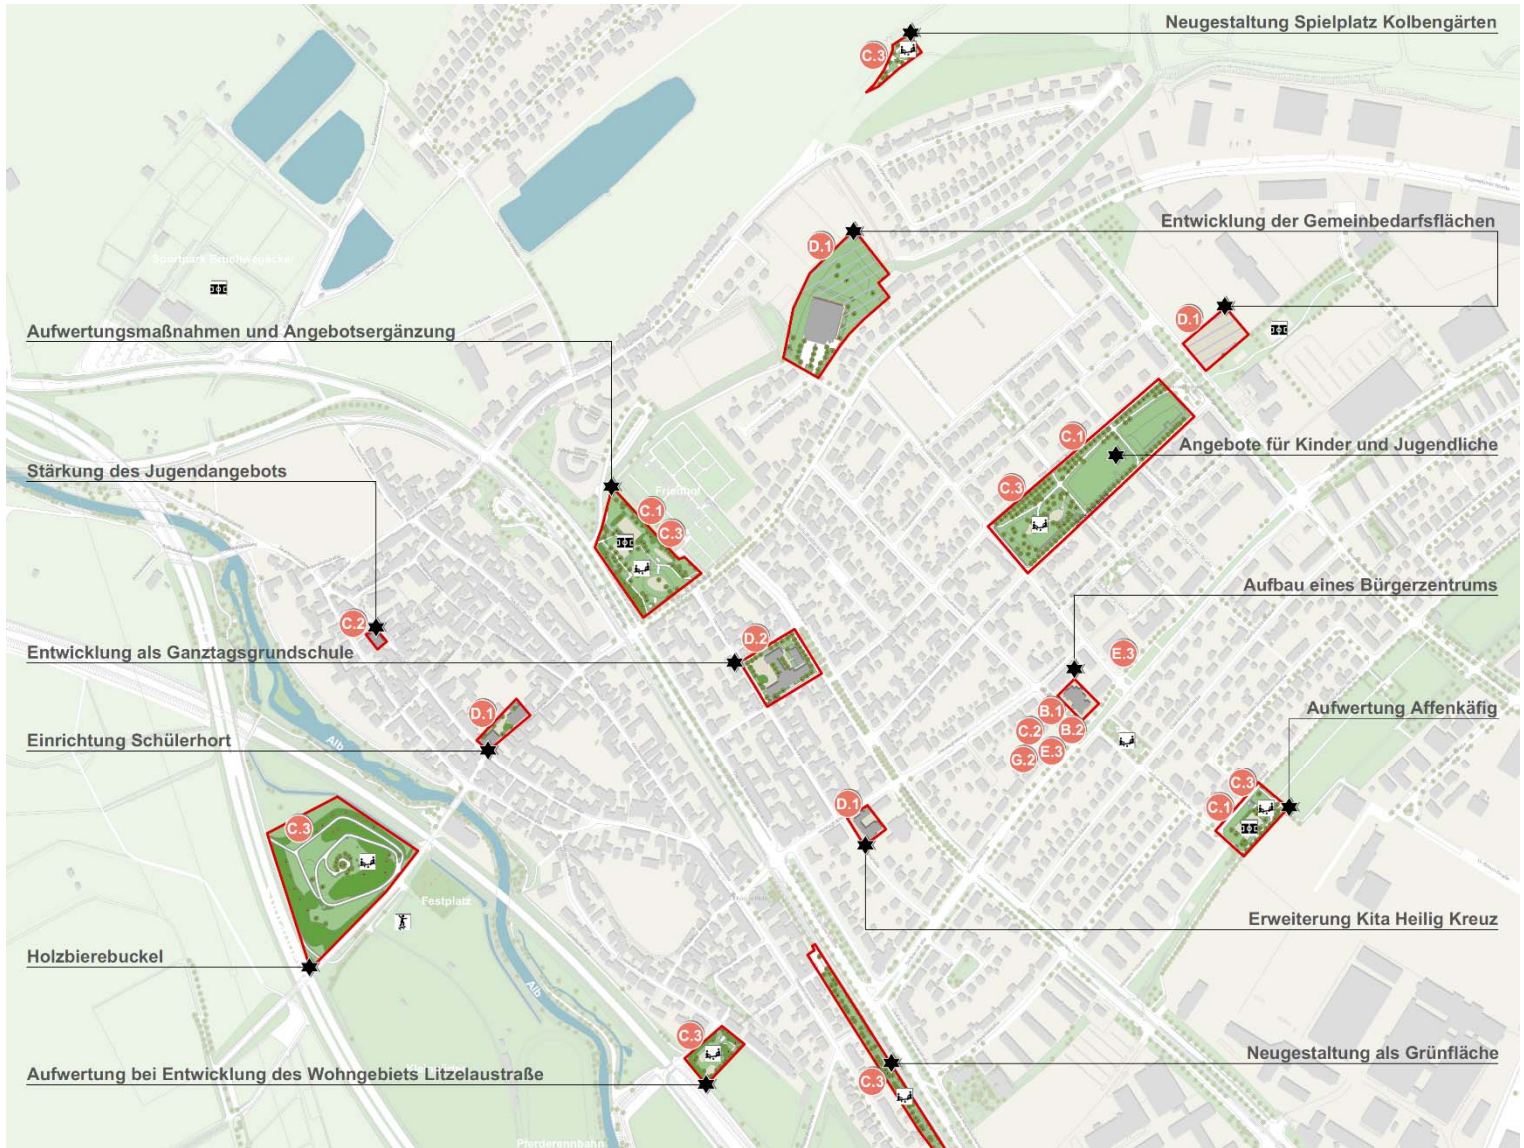 Neugestaltung Spielplatz Kolbengärten
C.3
Entwicklung der Gemeinbedarfsflächen
D.1
D.1
Aufwertungsmaßnahmen und Angebotsergänzung
Angebote für Kinder und Jugendliche
C.1
C.3
Stärkung des Jugendangebots
Friedhof
C.1
C.3
Aufbau eines Bürgerzentrums
C.2
D.2
E.3
Entwicklung als Ganztagsgrundschule
B.1
B.2
C.2
E.3
G.2
Aufwertung Affenkäfig
D.1
Einrichtung Schülerhort
Alb
C.3
C.1
D.1
C.3
Festplatz
Erweiterung Kita Heilig Kreuz
Holzbierebuckel
Alb
C.3
Neugestaltung als Grünfläche
Aufwertung bei Entwicklung des Wohngebiets Litzelaustraße
C.3
Pferderennbahn